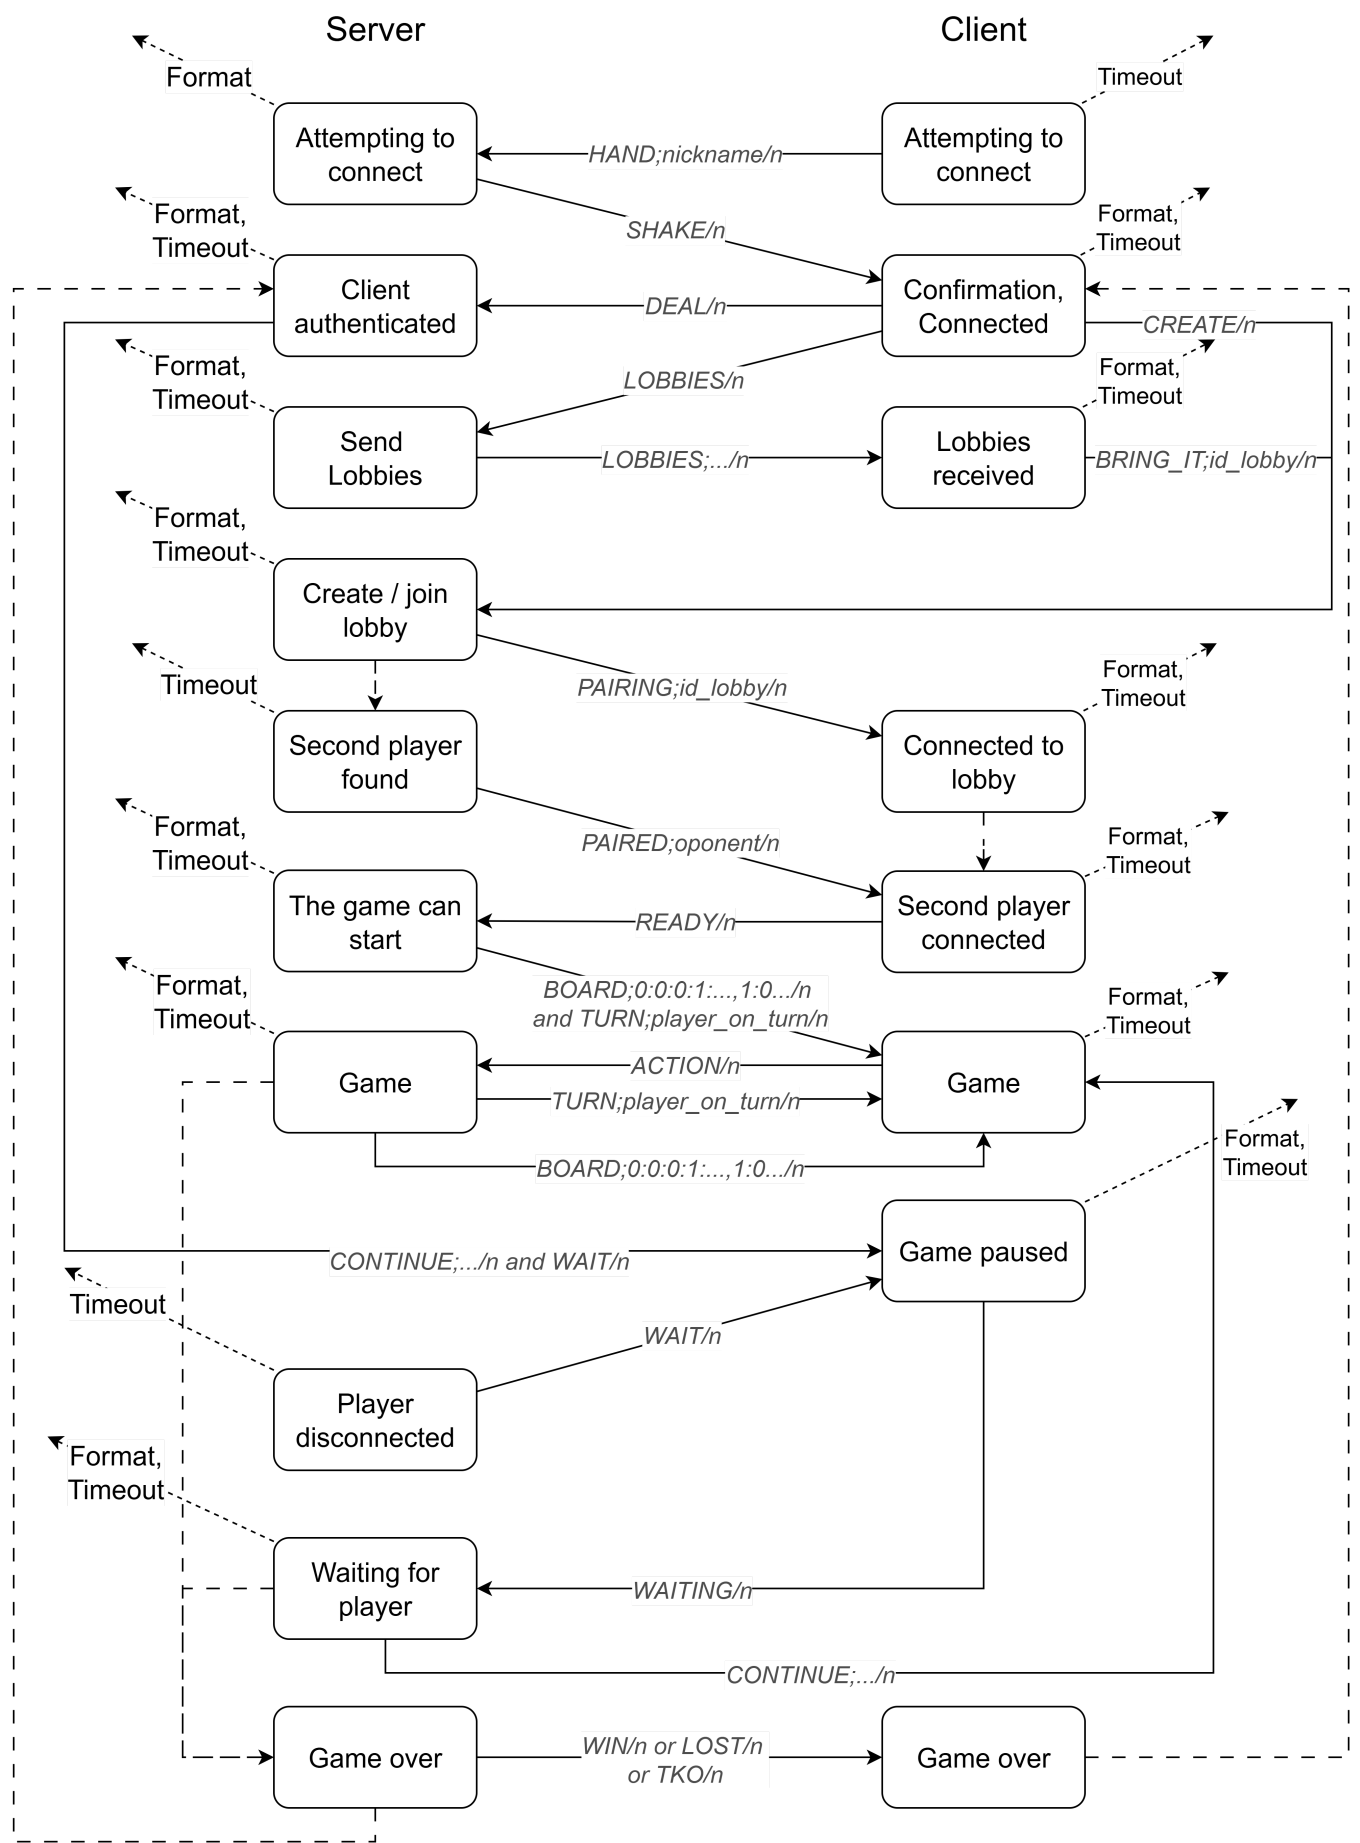 Server
Client
Format
Timeout
Attempting to
connect
HAND;nickname/n
Attempting to
connect
Format,
Timeout
SHAKE/n
Format,
Timeout
Client
authenticated
DEAL/n
Confirmation,
Connected
CREATE/n
Format,
Timeout
LOBBIES/n
Format,
Timeout
Send
Lobbies
LOBBIES;.../n
Lobbies
received
BRING_IT;id_lobby/n
Format,
Timeout
Create / join
lobby
Timeout
PAIRING;id_lobby/n
Format,
Timeout
Second player
found
Connected to
lobby
Format,
Timeout
PAIRED;oponent/n
Format,
Timeout
The game can
start
READY/n
Second player
connected
Format,
Timeout
BOARD;0:0:0:1:...,1:0.../n
and TURN;player_on_turn/n
Format,
Timeout
Game
ACTION/n
TURN;player_on_turn/n
Game
BOARD;0:0:0:1:...,1:0.../n
Format,
Timeout
CONTINUE;.../n and WAIT/n
Game paused
Timeout
WAIT/n
Player
disconnected
Format,
Timeout
Waiting for
player
WAITING/n
CONTINUE;.../n
Game over
WIN/n or LOST/n
or TKO/n
Game over